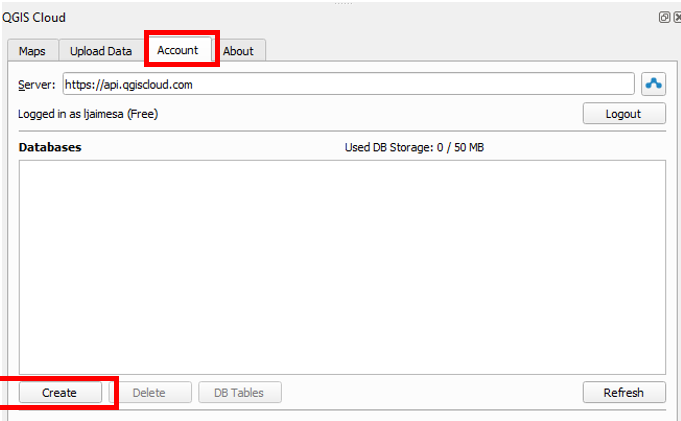 QGIS Cloud
Maps Upload Data Account About
Server: https://api.qgiscloud.com
Logged in as ljaimesa (Free) Logout
Databases Used DB Storage: 0 / 50 MB
Create Delete DB Tables Refresh